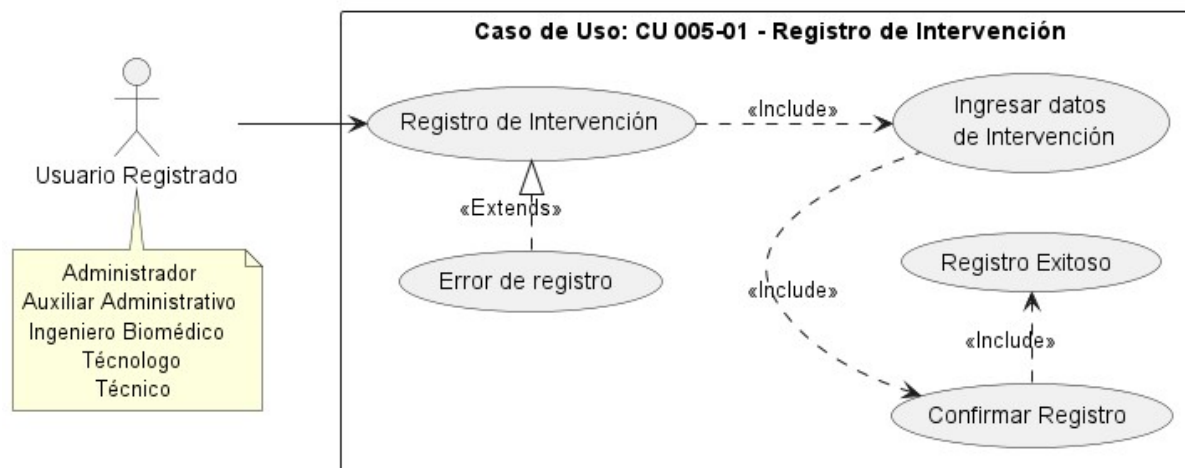 Caso de Uso: CU 005-01 - Registro de Intervención
Registro de Intervención
«Include»
Ingresar datos
de Intervención
Usuario Registrado
«Extends»
Administrador
Auxiliar Administrativo
Ingeniero Biomédico
Técnologo
Técnico
Error de registro
Registro Exitoso
«Include»
«Include»
Confirmar Registro